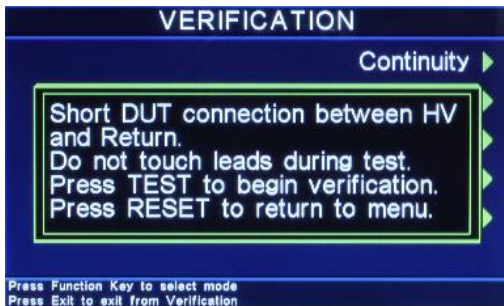 VERIFICATION
Continuity
Short DUT connection between HV
and Return.
Do not touch leads during test.
Press TEST to begin verification.
Press RESET to return to menu.
Press Function Key to select mode
Press Exit to exit from Verification